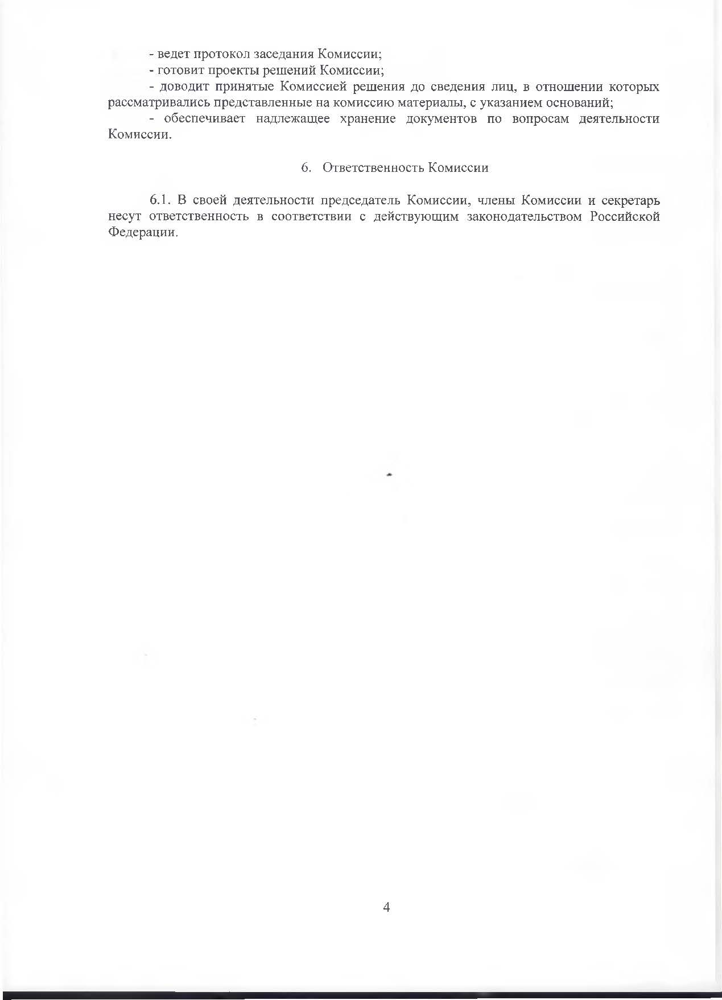 - ведет протокол заседания Комиссии;
- готовит проекты решений Комиссии;
- доводит принятые Комиссией решения до сведения лиц, в отношении которых
рассматривались представленные на комиссию материалы, с указанием оснований;
- обеспечивает надлежащее хранение документов по вопросам деятельности
Комиссии.
6. Ответственность Комиссии
6.1. В своей деятельности председатель Комиссии, члены Комиссии и секретарь
несут ответственность в соответствии с действующим законодательством Российской
Федерации.
4